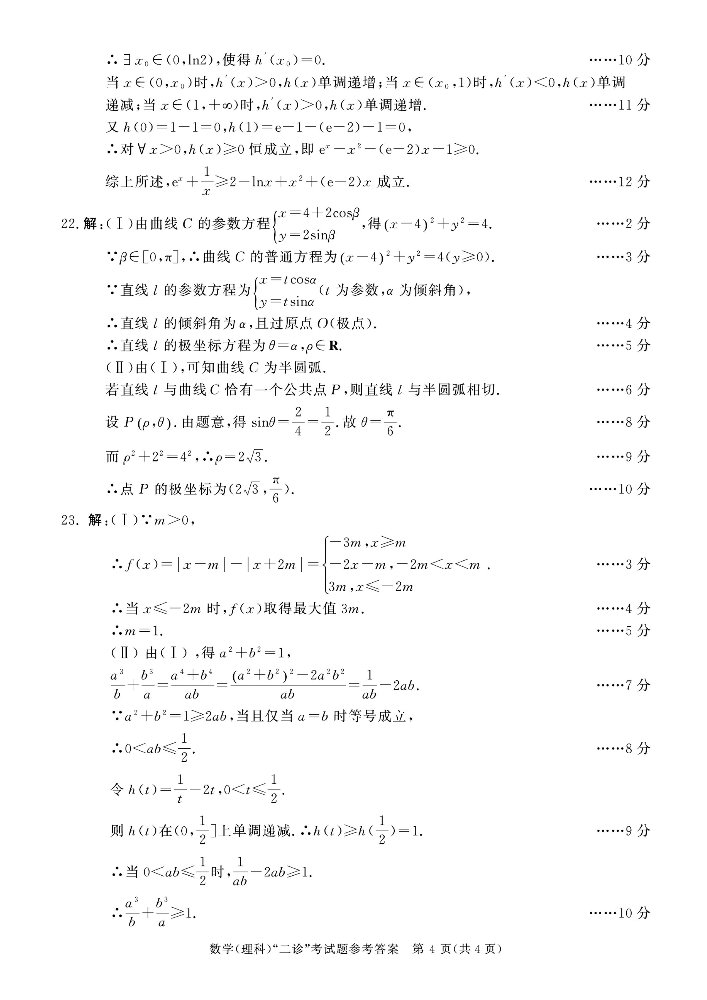 ∴∃x₀∈(0,ln2),使得h′(x₀)=0. ……10分
当x∈(0,x₀)时,h′(x)>0,h(x)单调递增;当x∈(x₀,1)时,h′(x)<0,h(x)单调
递减;当x∈(1,+∞)时,h′(x)>0,h(x)单调递增. ……11分
又h(0)=1-1=0,h(1)=e-1-(e-2)-1=0,
∴对∀x>0,h(x)⩾0恒成立,即eˣ-x²-(e-2)x-1⩾0.
综上所述,eˣ+1/x⩾2-lnx+x²+(e-2)x成立. ……12分
22.解:(Ⅰ)由曲线C的参数方程{x=4+2cosβ y=2sinβ,得(x-4)²+y²=4. ……2分
∵β∈[0,π],∴曲线C的普通方程为(x-4)²+y²=4(y⩾0). ……3分
∵直线l的参数方程为{x=tcosα y=tsinα(t为参数,α为倾斜角),
∴直线l的倾斜角为α,且过原点O(极点). ……4分
∴直线l的极坐标方程为θ=α,ρ∈R. ……5分
(Ⅱ)由(Ⅰ),可知曲线C为半圆弧.
若直线l与曲线C恰有一个公共点P,则直线l与半圆弧相切. ……6分
设P(ρ,θ).由题意,得sinθ=2/4=1/2.故θ=π/6. ……8分
而ρ²+2²=4²,∴ρ=2√3. ……9分
∴点P的极坐标为(2√3,π/6). ……10分
23. 解:(Ⅰ)∵m>0,
∴f(x)=|x-m|-|x+2m|={-3m,x⩾m -2x-m,-2m<x<m 3m,x⩽-2m. ……3分
∴当x⩽-2m时,f(x)取得最大值3m. ……4分
∴m=1. ……5分
(Ⅱ)由(Ⅰ),得a²+b²=1,
a³/b+b³/a=(a⁴+b⁴)/ab=((a²+b²)²-2a²b²)/ab=1/ab-2ab. ……7分
∵a²+b²=1⩾2ab,当且仅当a=b时等号成立,
∴0<ab⩽1/2. ……8分
令h(t)=1/t-2t,0<t⩽1/2.
则h(t)在(0,1/2]上单调递减.∴h(t)⩾h(1/2)=1. ……9分
∴当0<ab⩽1/2时,1/ab-2ab⩾1.
∴a³/b+b³/a⩾1. ……10分
数学(理科)“二诊”考试题参考答案 第4页(共4页)